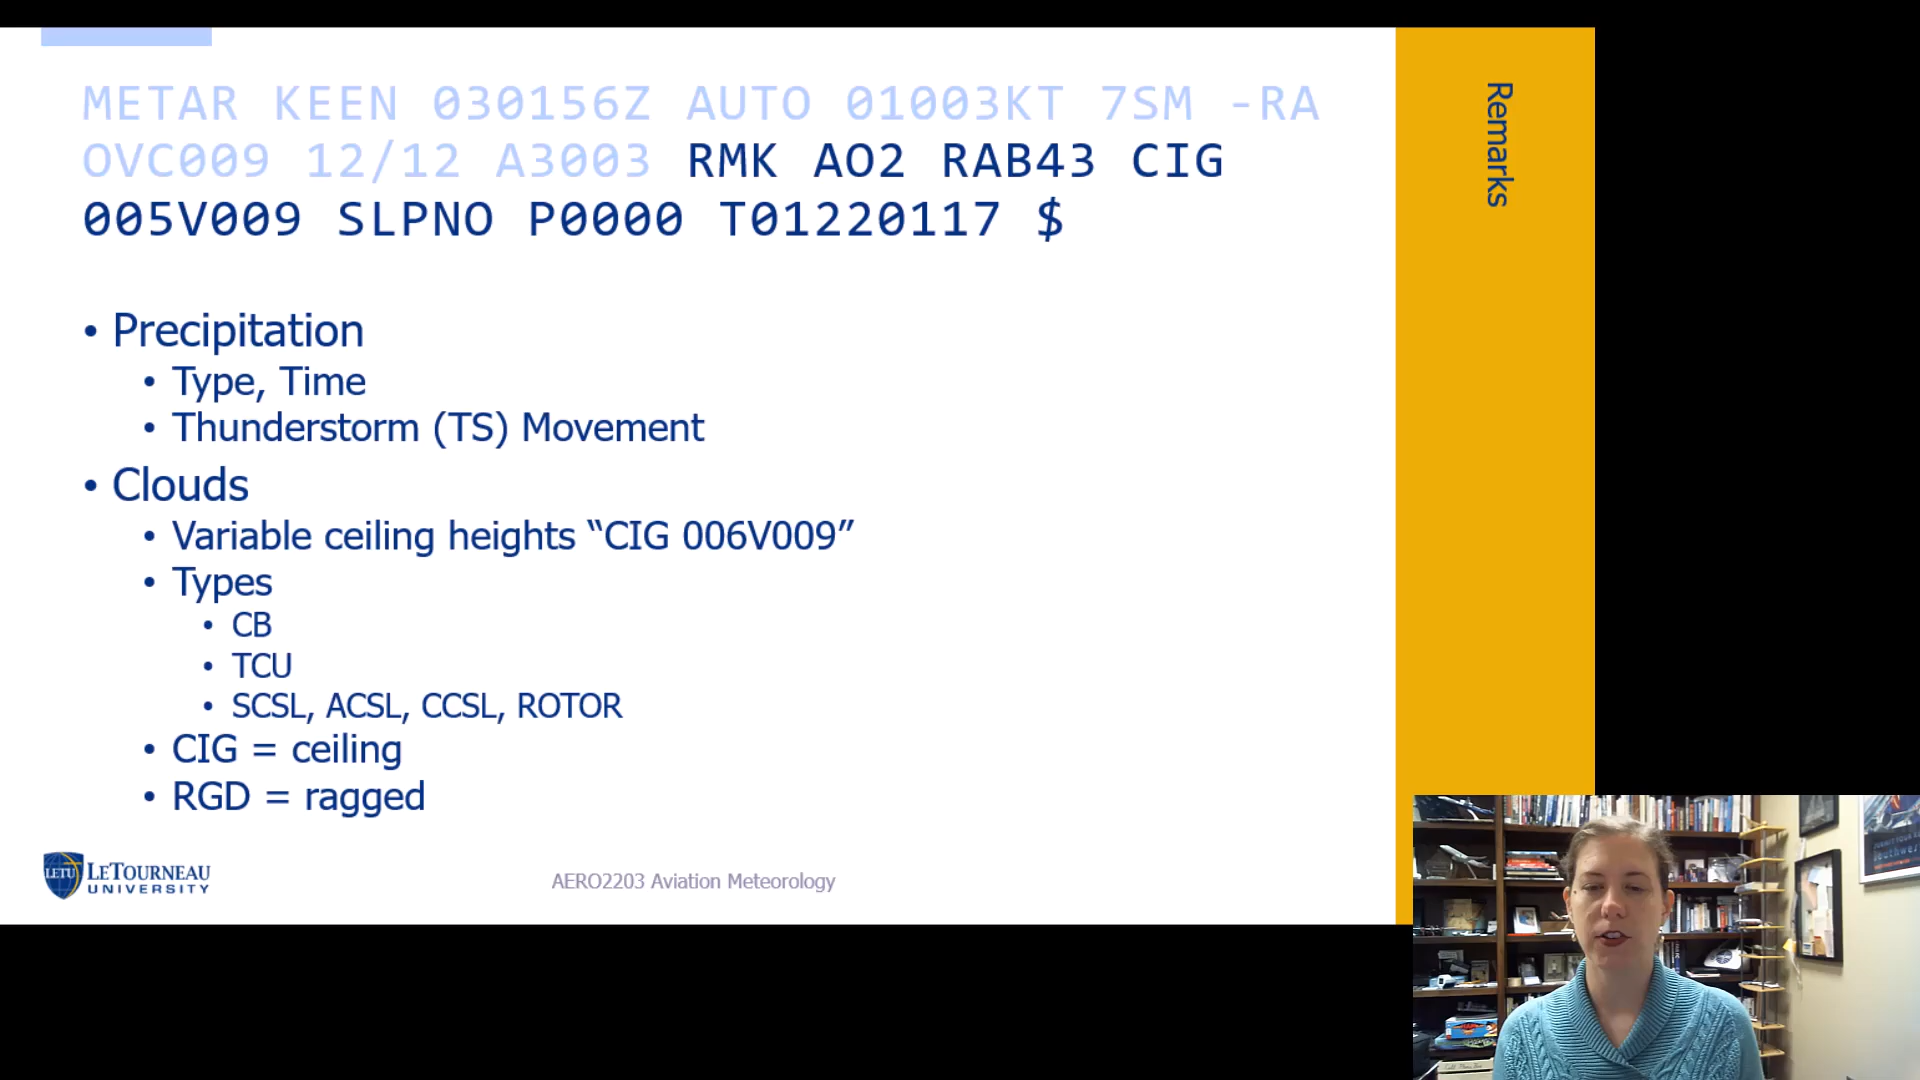 METAR KEEN 030156Z AUTO 01003KT 7SM -RA
OVC009 12/12 A3003 RMK AO2 RAB43 CIG
005V009 SLPNO P0000 T01220117 $
Remarks
• Precipitation
• Type, Time
• Thunderstorm (TS) Movement
• Clouds
• Variable ceiling heights “CIG 006V009”
• Types
• CB
• TCU
• SCSL, ACSL, CCSL, ROTOR
• CIG = ceiling
• RGD = ragged
LETU
LETOURNEAU
UNIVERSITY
AERO2203 Aviation Meteorology